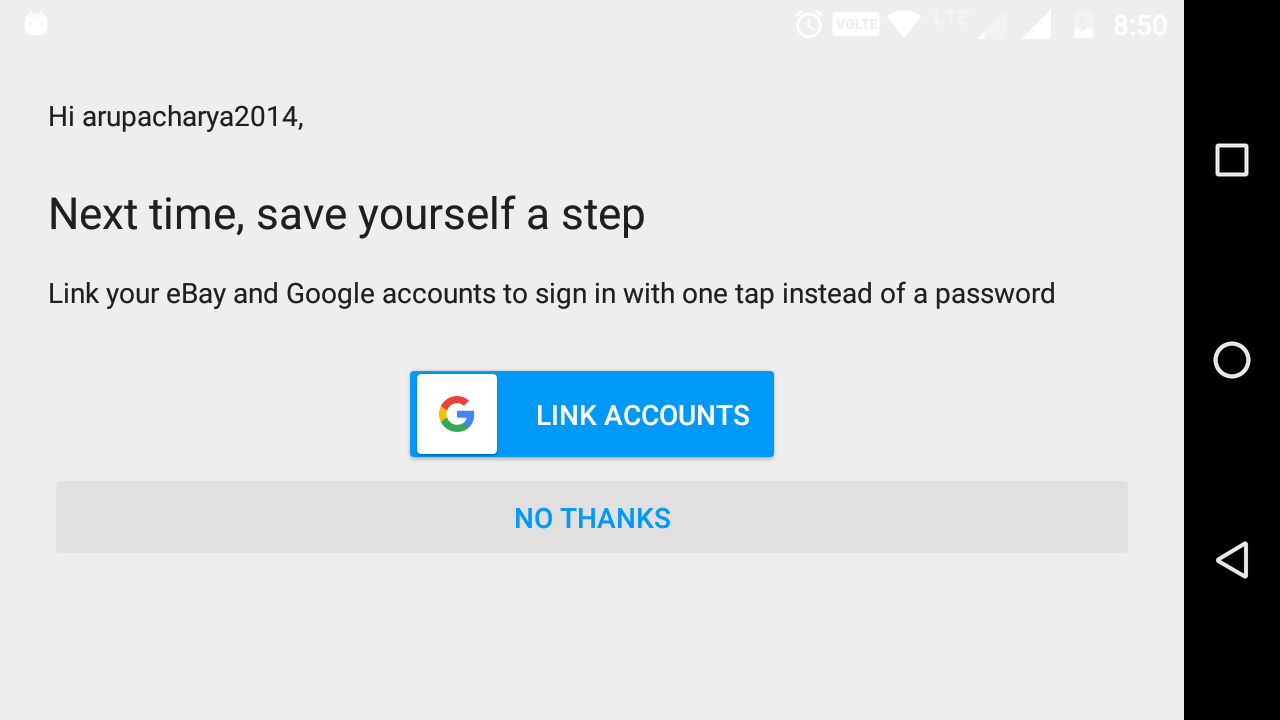 VOLTE LTE 8:50
Hi arupacharya2014,
Next time, save yourself a step
Link your eBay and Google accounts to sign in with one tap instead of a password
LINK ACCOUNTS
NO THANKS